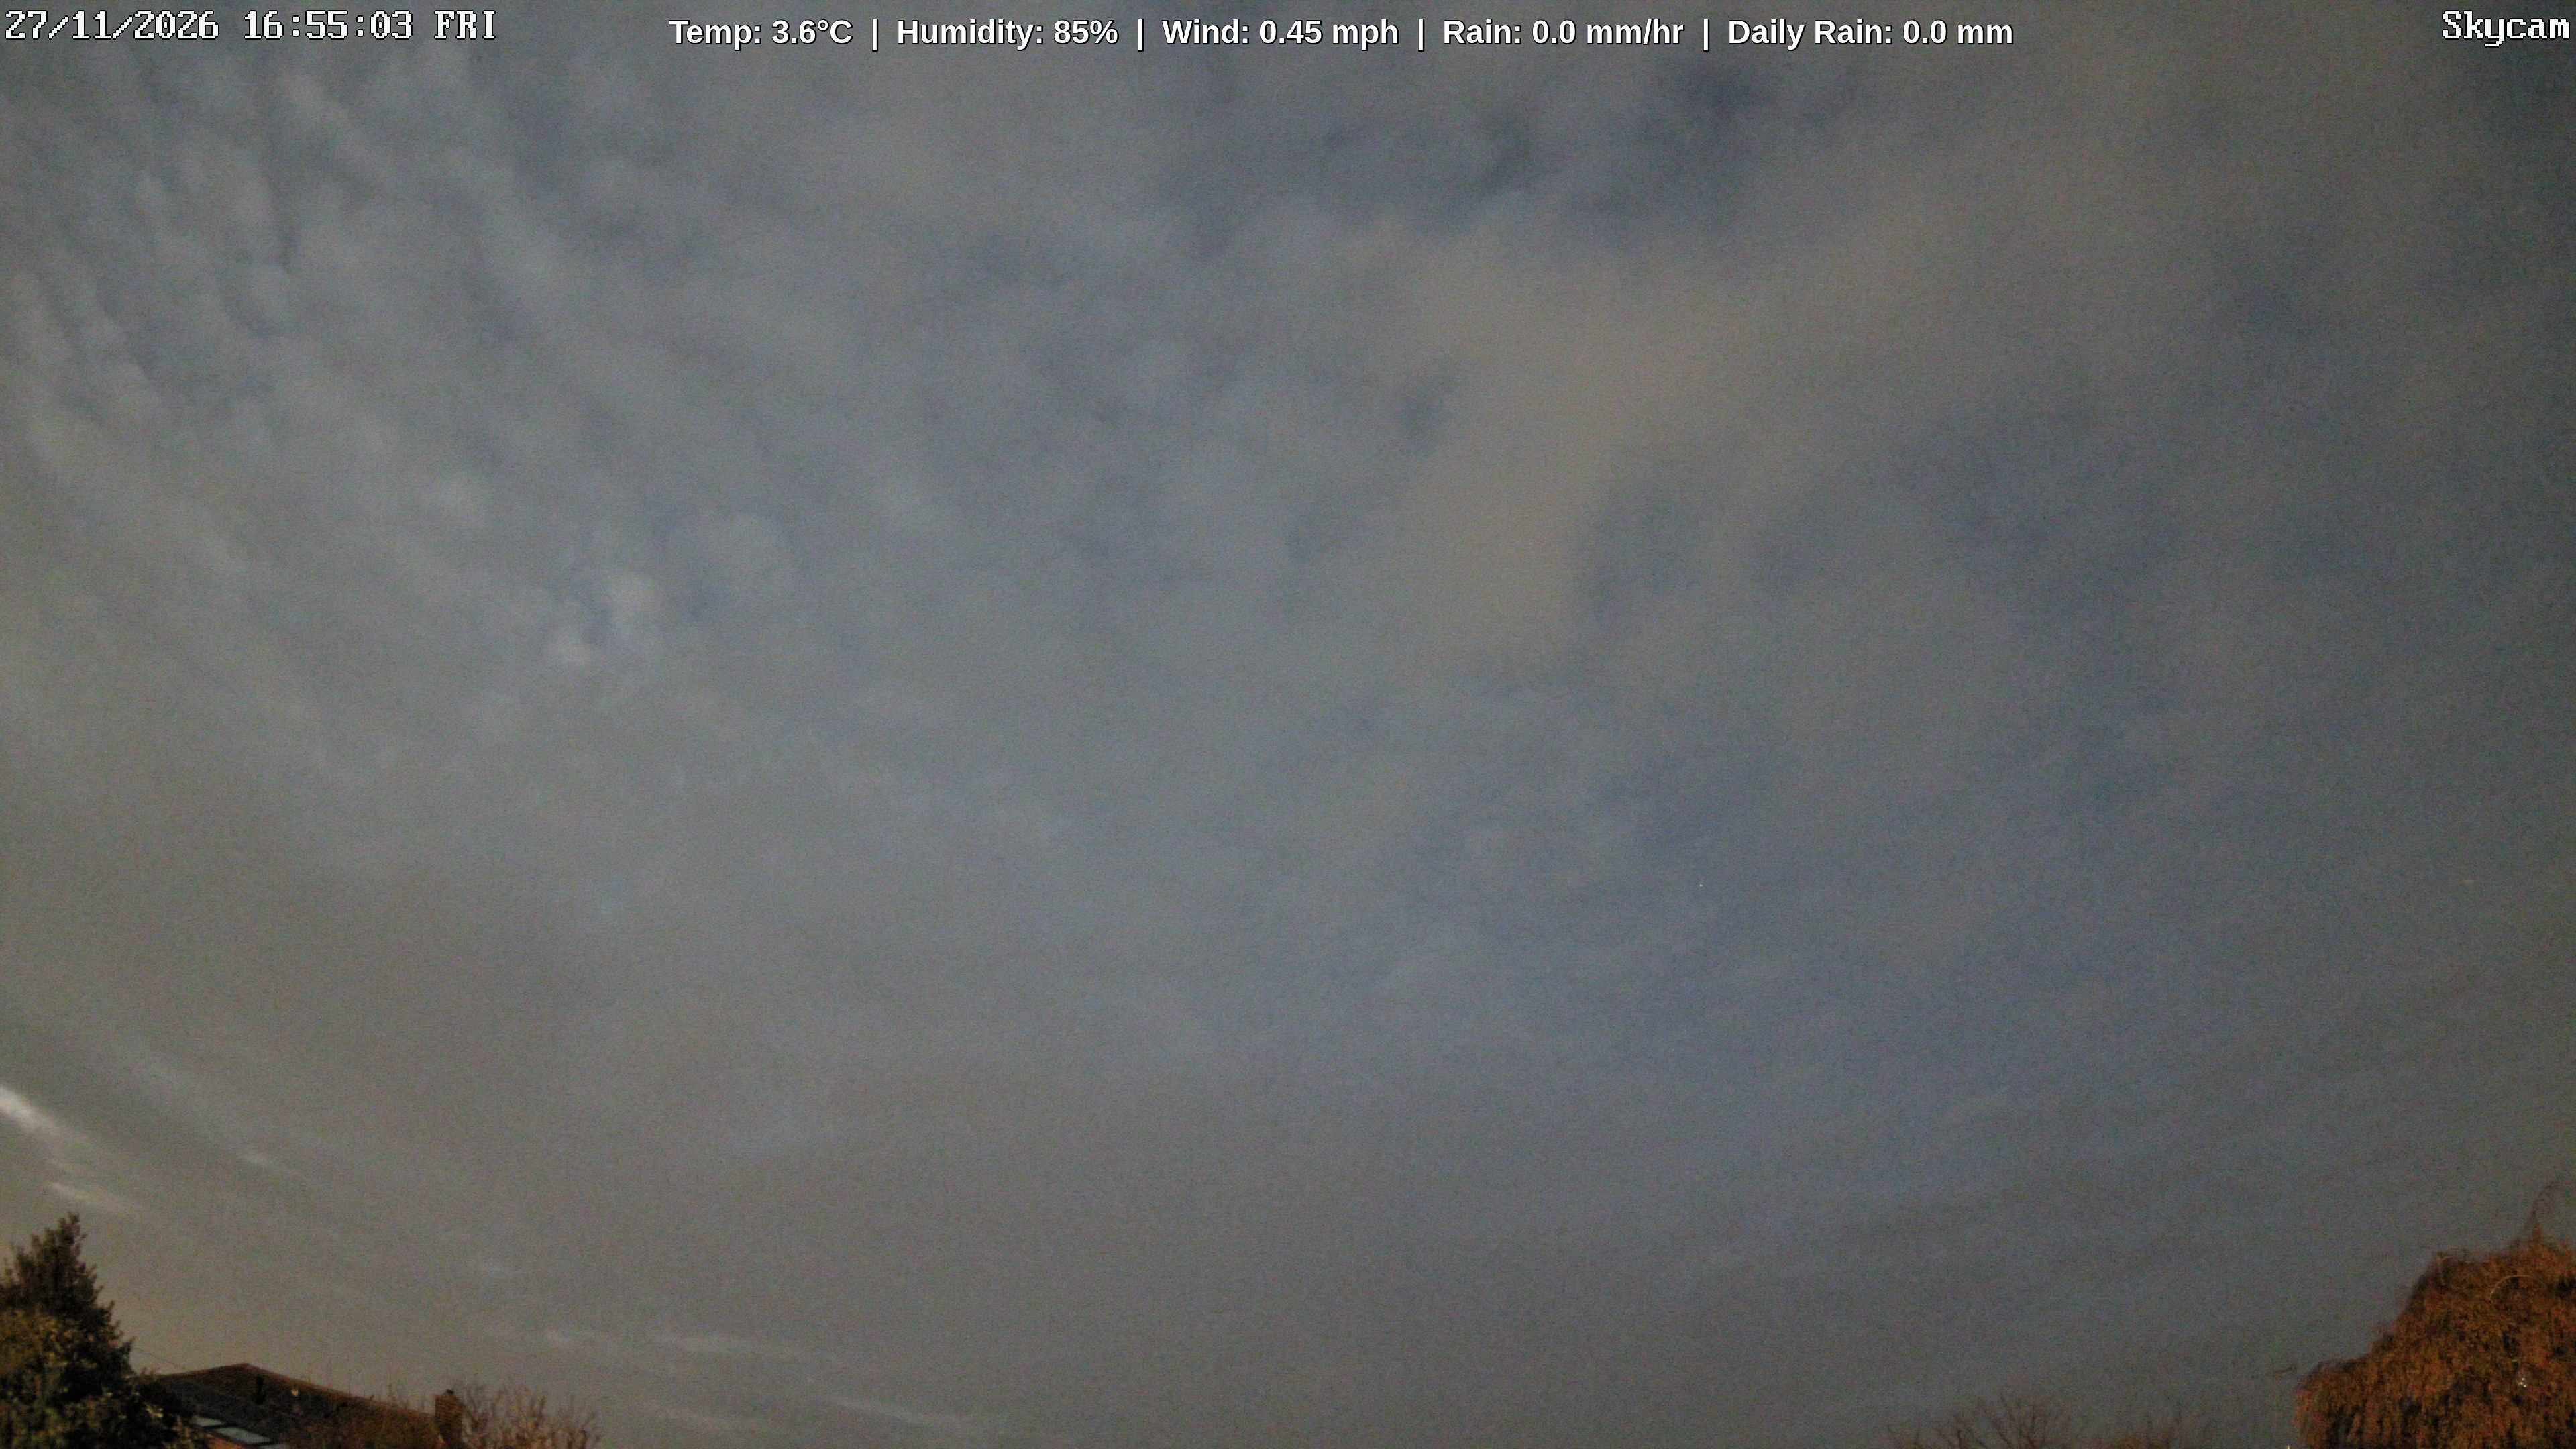 27/11/2026 16:55:03 FRI
Temp: 3.6°C | Humidity: 85% | Wind: 0.45 mph | Rain: 0.0 mm/hr | Daily Rain: 0.0 mm
Skycam